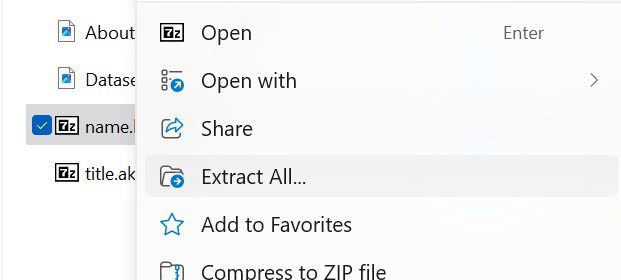 About
Open
Enter
Datase
Open with
name.
Share
title.ak
Extract All...
Add to Favorites
Compress to ZIP file